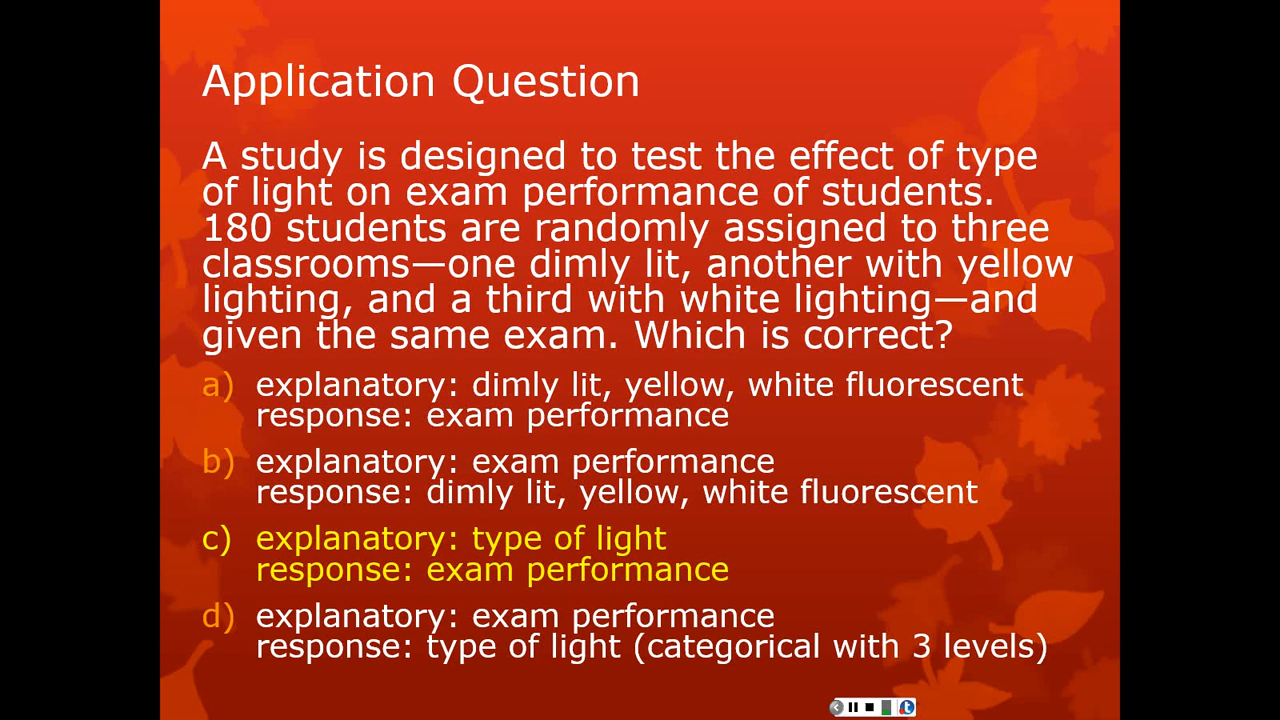 Application Question
A study is designed to test the effect of type
of light on exam performance of students.
180 students are randomly assigned to three
classrooms—one dimly lit, another with yellow
lighting, and a third with white lighting—and
given the same exam. Which is correct?
a) explanatory: dimly lit, yellow, white fluorescent
response: exam performance
b) explanatory: exam performance
response: dimly lit, yellow, white fluorescent
c) explanatory: type of light
response: exam performance
d) explanatory: exam performance
response: type of light (categorical with 3 levels)